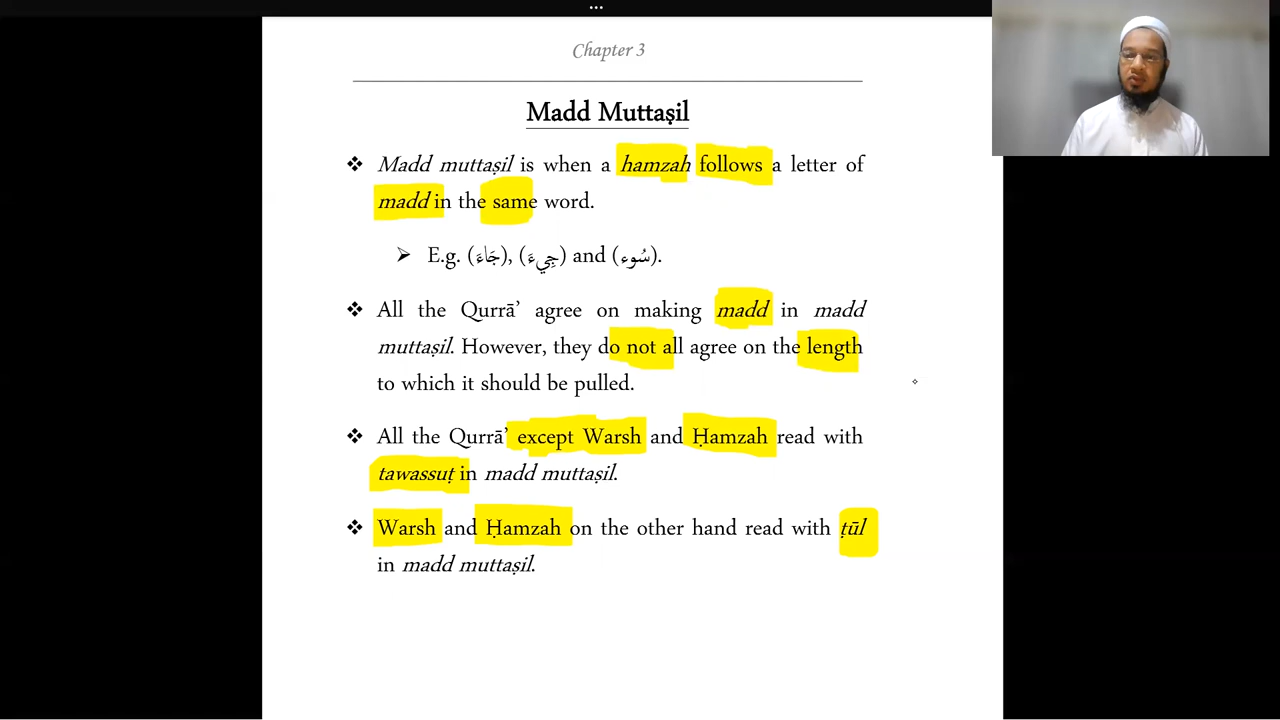 Chapter 3
Madd Muttaṣil
❖ Madd muttaṣil is when a hamzah follows a letter of
madd in the same word.
➢ E.g. (جَاءَ), (جِيءَ) and (سُوء).
❖ All the Qurrā’ agree on making madd in madd
muttaṣil. However, they do not all agree on the length
to which it should be pulled.
❖ All the Qurrā’ except Warsh and Ḥamzah read with
tawassuṭ in madd muttaṣil.
❖ Warsh and Ḥamzah on the other hand read with ṭūl
in madd muttaṣil.